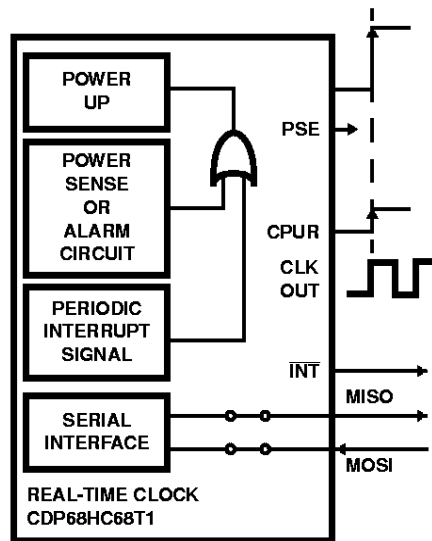 POWER
UP
PSE
POWER
SENSE
OR
ALARM
CIRCUIT
CPUR
CLK
OUT
PERIODIC
INTERRUPT
SIGNAL
INT
MISO
SERIAL
INTERFACE
MOSI
REAL-TIME CLOCK
CDP68HC68T1